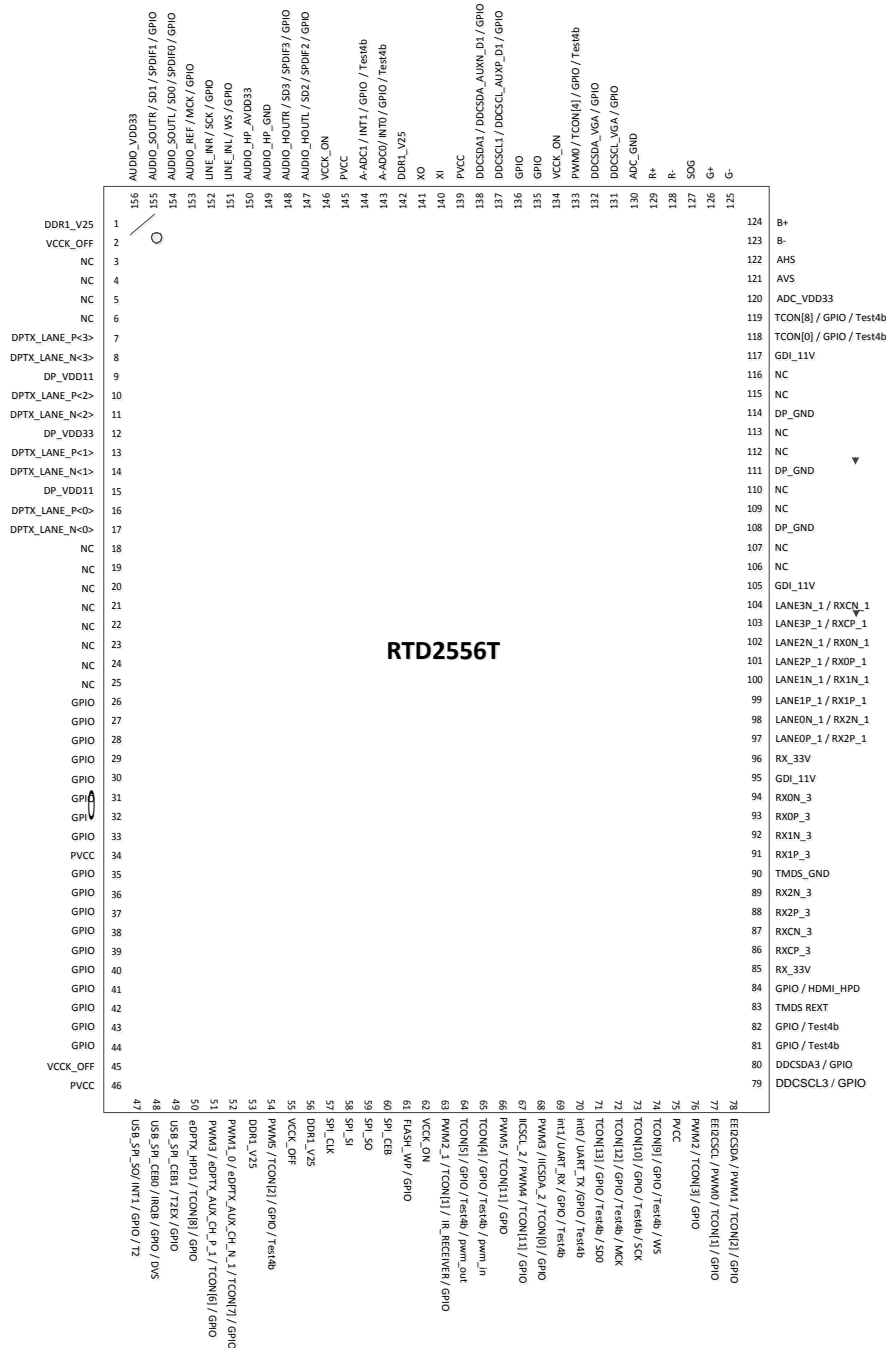 AUDIO_VDD33
AUDIO_SOUTR / SD1 / SPDIF1 / GPIO
AUDIO_SOUTL / SD0 / SPDIF0 / GPIO
AUDIO_REF / MCK / GPIO
LINE_INR/ SCK / GPIO
LINE_INL / WS / GPIO
AUDIO_HP_AVDD33
AUDIO_HP_GND
AUDIO_HOUTR / SD3 / SPDIF3 / GPIO
AUDIO_HOUTL / SD2 / SPDIF2 / GPIO
VCCK_ON
PVCC
A-ADC1 / INT1 / GPIO / Test4b
A-ADC0/ INT0 / GPIO / Test4b
DDR1_V25
XO
XI
PVCC
DDCSDA1 / DDCSDA_AUXN_D1 / GPIO
DDCSCL1 / DDCSCL_AUXP_D1 / GPIO
GPIO
GPIO
VCCK_ON
PWM0 / TCON[4] / GPIO / Test4b
DDCSDA_VGA / GPIO
DDCSCL_VGA / GPIO
ADC_GND
R+
R-
SOG
G+
G-
156 155 154 153 152 151 150 149 148 147 146 145 144 143 142 141 140 139 138 137 136 135 134 133 132 131 130 129 128 127 126 125
DDR1_V25 1
VCCK_OFF 2
NC 3
NC 4
NC 5
NC 6
DPTX_LANE_P<3> 7
DPTX_LANE_N<3> 8
DP_VDD11 9
DPTX_LANE_P<2> 10
DPTX_LANE_N<2> 11
DP_VDD33 12
DPTX_LANE_P<1> 13
DPTX_LANE_N<1> 14
DP_VDD11 15
DPTX_LANE_P<0> 16
DPTX_LANE_N<0> 17
NC 18
NC 19
NC 20
NC 21
NC 22
NC 23
NC 24
NC 25
GPIO 26
GPIO 27
GPIO 28
GPIO 29
GPIO 30
GPIO 31
GPI 32
GPIO 33
PVCC 34
GPIO 35
GPIO 36
GPIO 37
GPIO 38
GPIO 39
GPIO 40
GPIO 41
GPIO 42
GPIO 43
GPIO 44
VCCK_OFF 45
PVCC 46
RTD2556T
124 B+
123 B-
122 AHS
121 AVS
120 ADC_VDD33
119 TCON[8] / GPIO / Test4b
118 TCON[0] / GPIO / Test4b
117 GDI_11V
116 NC
115 NC
114 DP_GND
113 NC
112 NC
111 DP_GND
110 NC
109 NC
108 DP_GND
107 NC
106 NC
105 GDI_11V
104 LANE3N_1 / RXCN_1
103 LANE3P_1 / RXCP_1
102 LANE2N_1 / RX0N_1
101 LANE2P_1 / RX0P_1
100 LANE1N_1 / RX1N_1
99 LANE1P_1 / RX1P_1
98 LANE0N_1 / RX2N_1
97 LANE0P_1 / RX2P_1
96 RX_33V
95 GDI_11V
94 RX0N_3
93 RX0P_3
92 RX1N_3
91 RX1P_3
90 TMDS_GND
89 RX2N_3
88 RX2P_3
87 RXCN_3
86 RXCP_3
85 RX_33V
84 GPIO / HDMI_HPD
83 TMDS REXT
82 GPIO / Test4b
81 GPIO / Test4b
80 DDCSDA3 / GPIO
79 DDCSCL3 / GPIO
47 48 49 50 51 52 53 54 55 56 57 58 59 60 61 62 63 64 65 66 67 68 69 70 71 72 73 74 75 76 77 78
USB_SPI_SO/ INT1 / GPIO / T2
USB_SPI_CEB0 / IRQB / GPIO / DVS
USB_SPI_CEB1 / T2EX / GPIO
eDPTX_HPD1 / TCON[8] / GPIO
PWM3 / eDPTX_AUX_CH_P_1 / TCON[6] / GPIO
PWM1_0 / eDPTX_AUX_CH_N_1 / TCON[7] / GPIO
DDR1_V25
PWM5 / TCON[2] / GPIO / Test4b
VCCK_OFF
DDR1_V25
SPI_CLK
SPI_SI
SPI_SO
SPI_CEB
FLASH_WP / GPIO
VCCK_ON
PWM2_1 / TCON[1] / IR_RECEIVER / GPIO
TCON[5] / GPIO / Test4b / pwm_out
TCON[4] / GPIO / Test4b / pwm_in
PWM5 / TCON[11] / GPIO
IICSCL_2 / PWM4 / TCON[11] / GPIO
PWM3 / IICSDA_2 / TCON[0] / GPIO
int1/ UART_RX / GPIO / Test4b
int0 / UART_TX /GPIO / Test4b
TCON[13] / GPIO / Test4b / SD0
TCON[12] / GPIO / Test4b / MCK
TCON[10] / GPIO / Test4b / SCK
TCON[9] / GPIO / Test4b / WS
PVCC
PWM2 / TCON[3] / GPIO
EEI2CSCL / PWM0 / TCON[1] / GPIO
EEI2CSDA / PWM1 / TCON[2] / GPIO